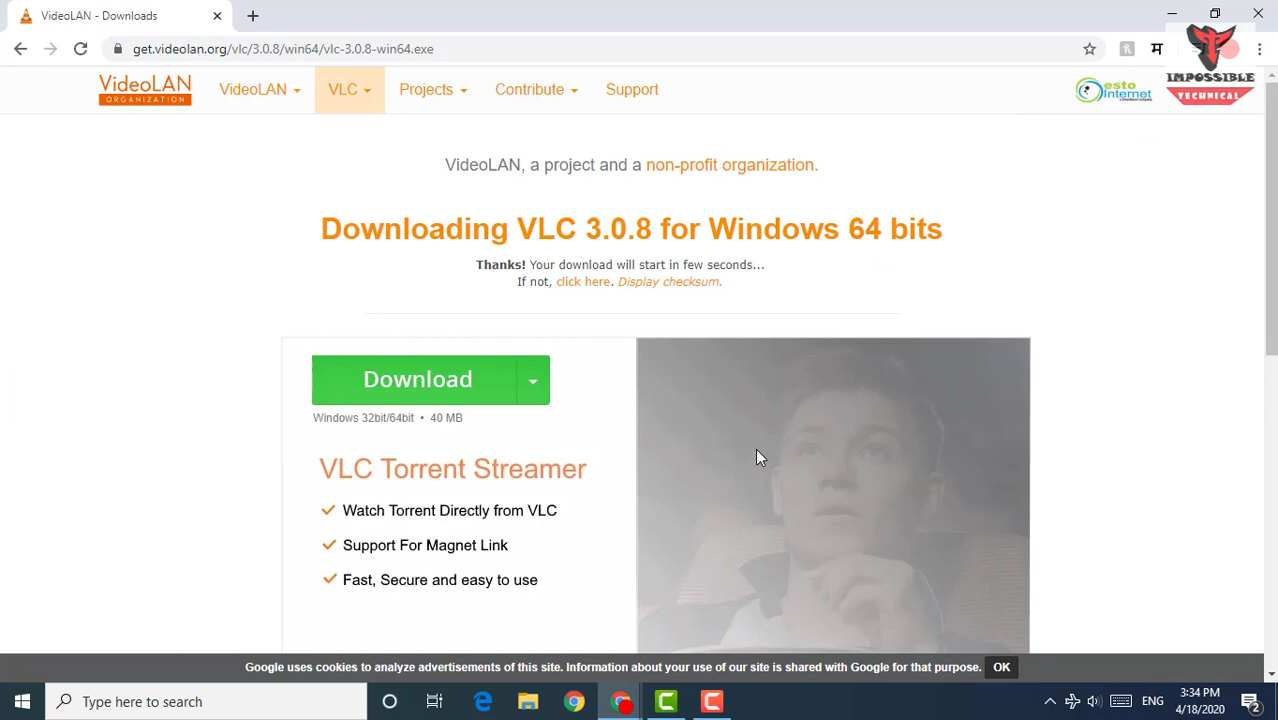 VideoLAN - Downloads
get.videolan.org/vlc/3.0.8/win64/vlc-3.0.8-win64.exe
म
VideoLAN
ORGANIZATION
VideoLAN
VLC
Projects
Contribute
Support
esto
Internet
IMPOSSIBLE
TECHNICAL
VideoLAN, a project and a non-profit organization.
Downloading VLC 3.0.8 for Windows 64 bits
Thanks! Your download will start in few seconds...
If not, click here. Display checksum.
Download
Windows 32bit/64bit • 40 MB
VLC Torrent Streamer
Watch Torrent Directly from VLC
Support For Magnet Link
Fast, Secure and easy to use
Google uses cookies to analyze advertisements of this site. Information about your use of our site is shared with Google for that purpose. OK
Type here to search
ENG
3:34 PM
4/18/2020
2